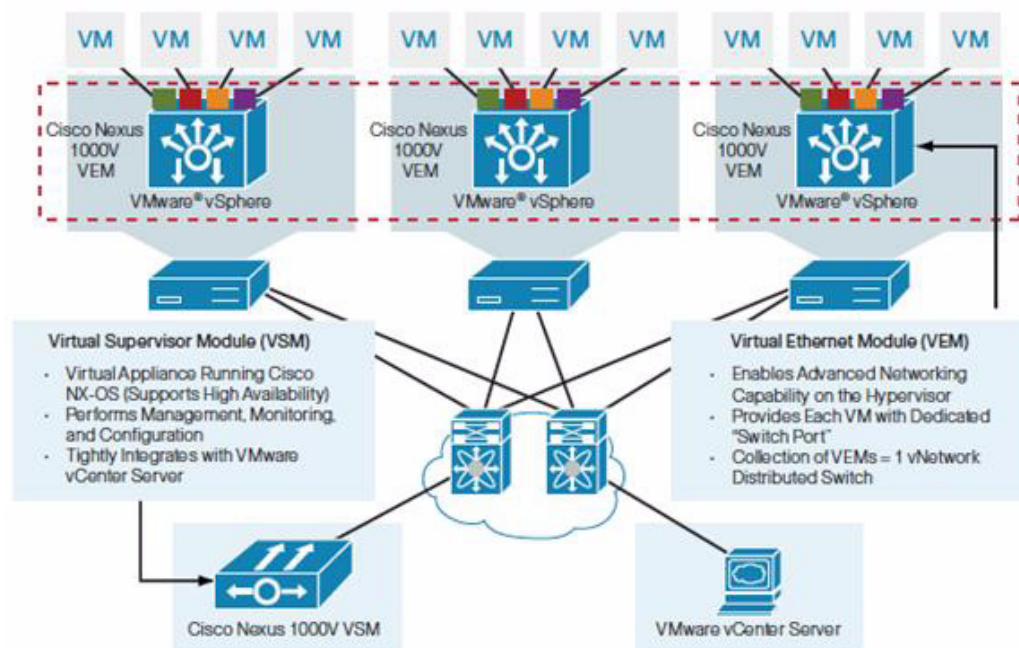 VM VM VM VM VM VM VM VM VM VM VM VM
Cisco Nexus
1000V
VEM
VMware® vSphere
Cisco Nexus
1000V
VEM
VMware® vSphere
Cisco Nexus
1000V
VEM
VMware® vSphere
Virtual Supervisor Module (VSM)
· Virtual Appliance Running Cisco
NX-OS (Supports High Availability)
· Performs Management, Monitoring,
and Configuration
· Tightly Integrates with VMware
vCenter Server
Virtual Ethernet Module (VEM)
· Enables Advanced Networking
Capability on the Hypervisor
· Provides Each VM with Dedicated
“Switch Port”
· Collection of VEMs = 1 vNetwork
Distributed Switch
Cisco Nexus 1000V VSM
VMware vCenter Server